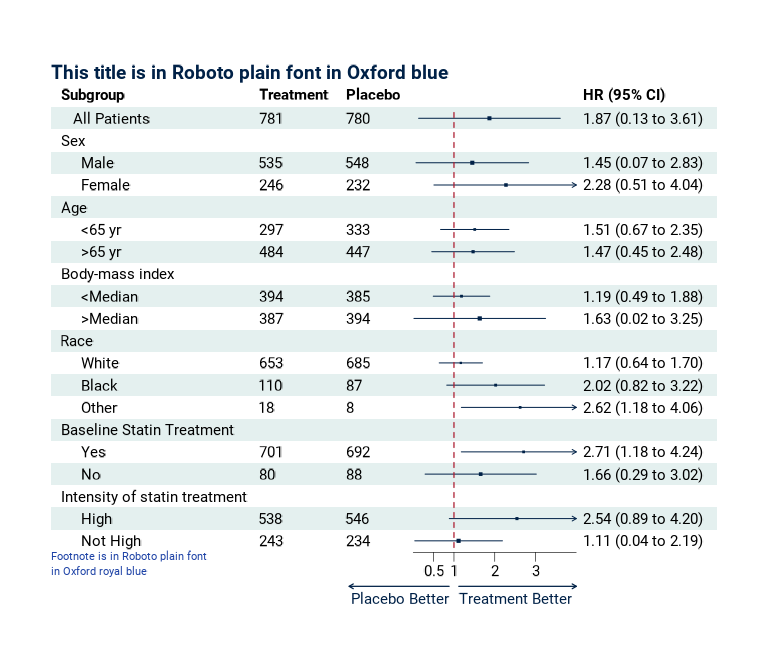 This title is in Roboto plain font in Oxford blue
Subgroup Treatment Placebo HR (95% CI)
All Patients 781 780 1.87 (0.13 to 3.61)
Sex
Male 535 548 1.45 (0.07 to 2.83)
Female 246 232 2.28 (0.51 to 4.04)
Age
<65 yr 297 333 1.51 (0.67 to 2.35)
>65 yr 484 447 1.47 (0.45 to 2.48)
Body-mass index
<Median 394 385 1.19 (0.49 to 1.88)
>Median 387 394 1.63 (0.02 to 3.25)
Race
White 653 685 1.17 (0.64 to 1.70)
Black 110 87 2.02 (0.82 to 3.22)
Other 18 8 2.62 (1.18 to 4.06)
Baseline Statin Treatment
Yes 701 692 2.71 (1.18 to 4.24)
No 80 88 1.66 (0.29 to 3.02)
Intensity of statin treatment
High 538 546 2.54 (0.89 to 4.20)
Not High 243 234 1.11 (0.04 to 2.19)
Footnote is in Roboto plain font
in Oxford royal blue
0.5 1 2 3
Placebo Better Treatment Better